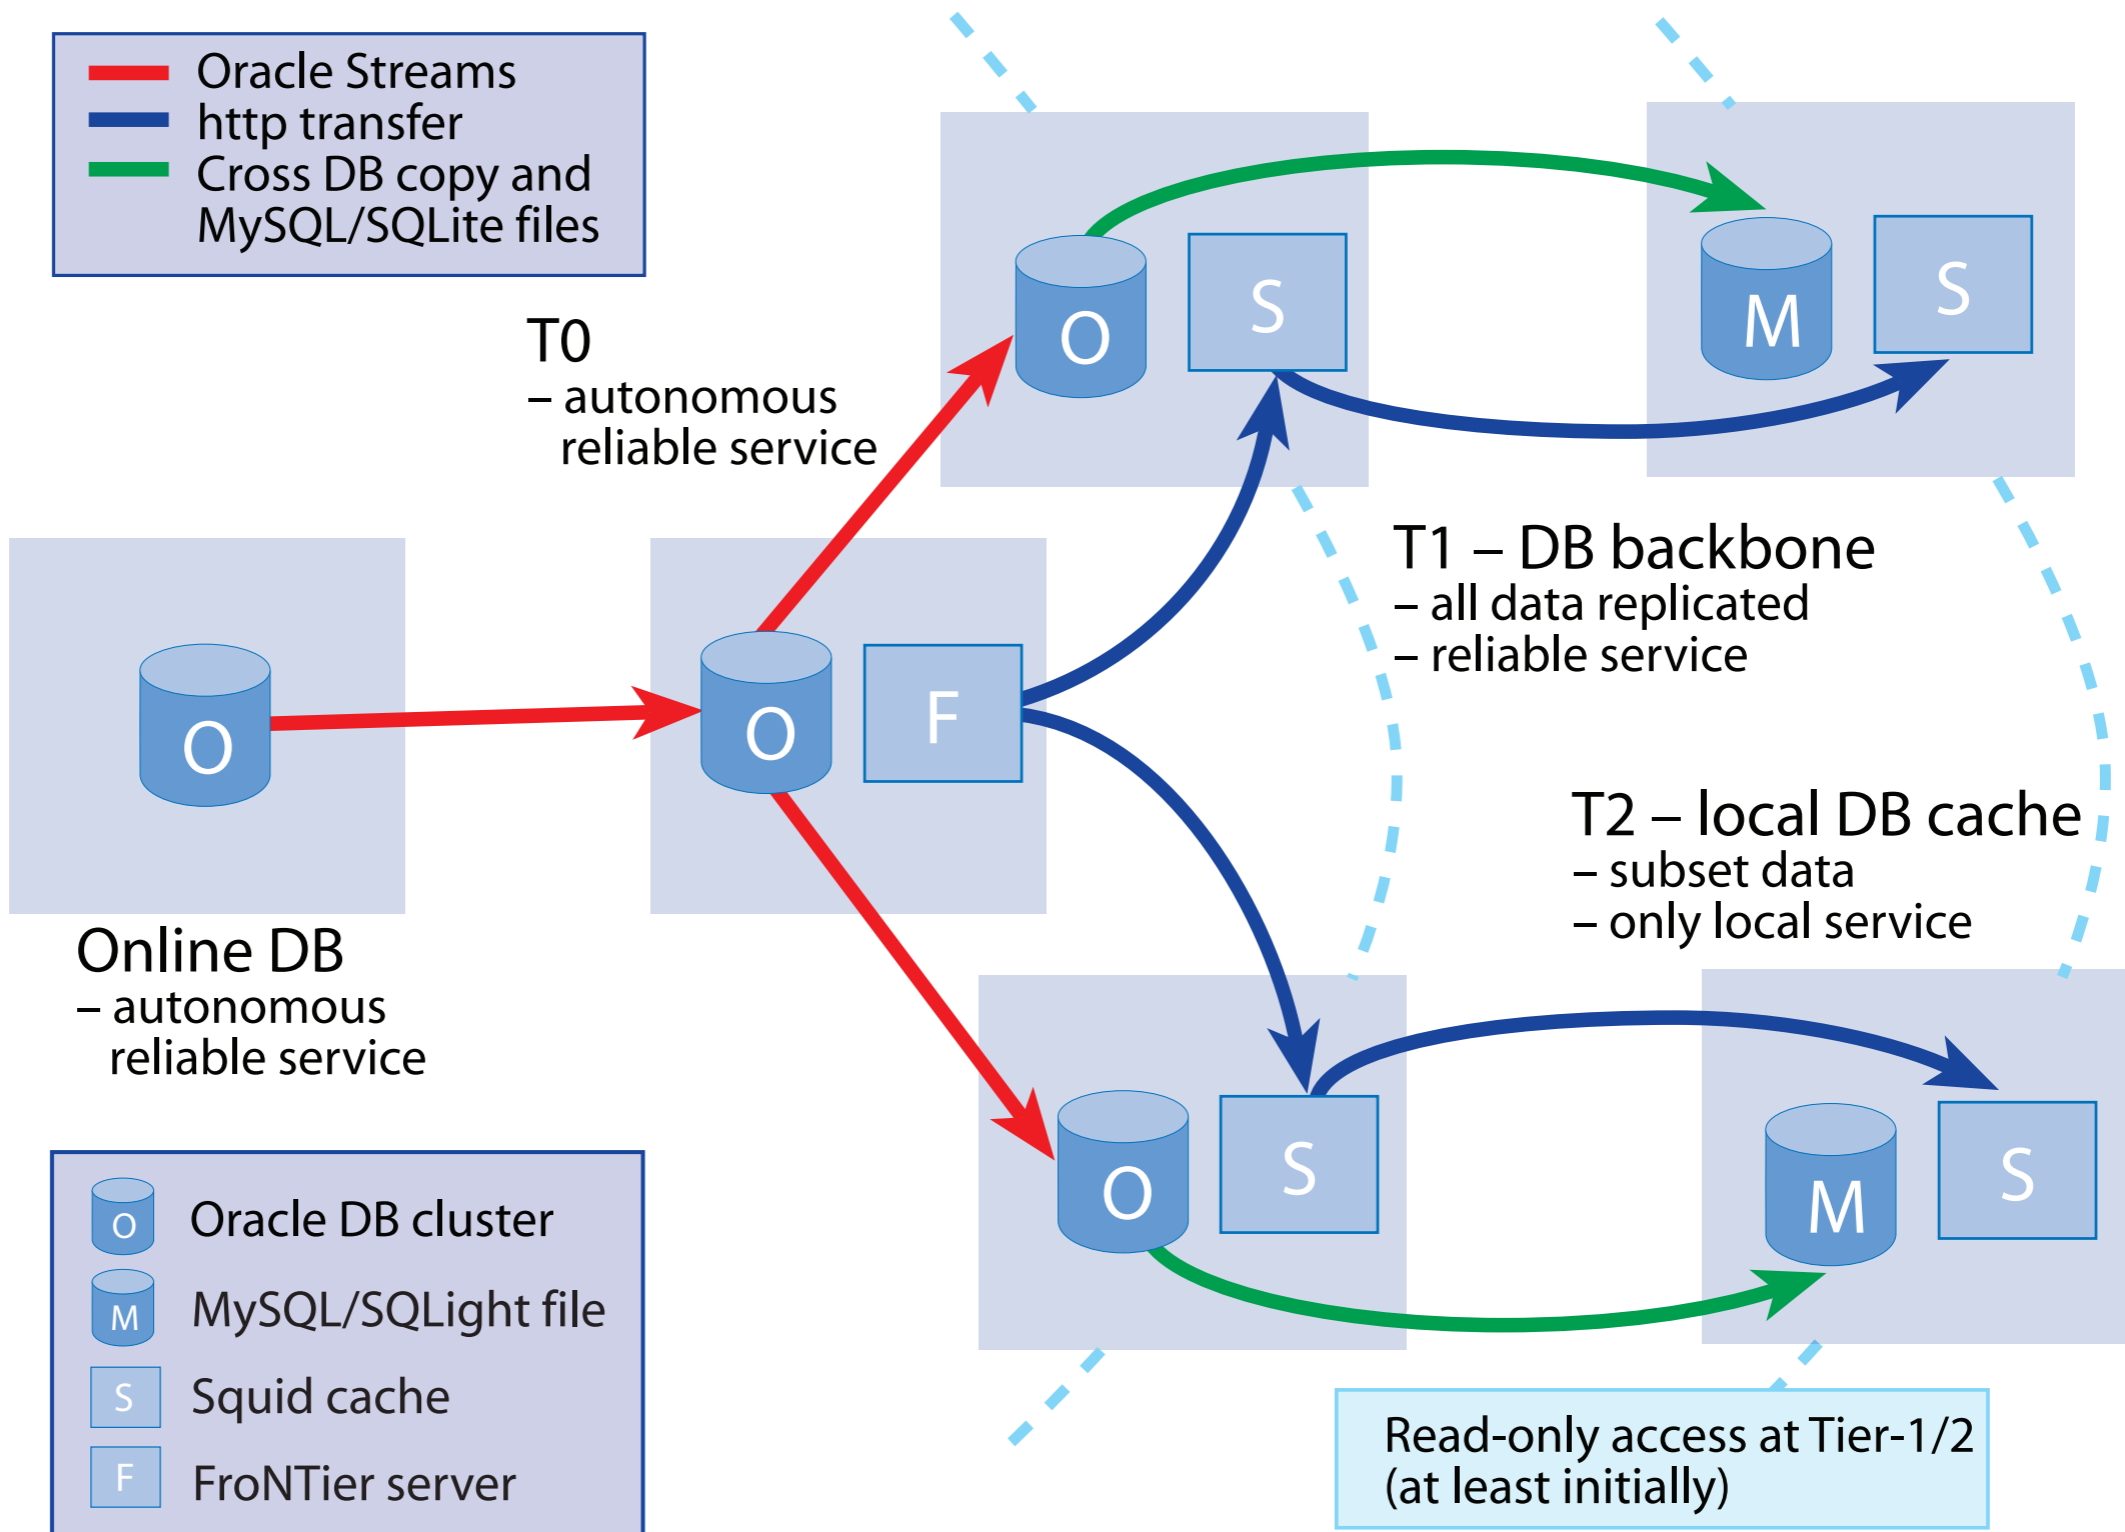 Oracle Streams
http transfer
Cross DB copy and
MySQL/SQLite files
T0
– autonomous
reliable service
O
S
M
S
T1 – DB backbone
– all data replicated
– reliable service
O
O
F
T2 – local DB cache
– subset data
– only local service
Online DB
– autonomous
reliable service
O
S
M
S
O Oracle DB cluster
M MySQL/SQLight file
S Squid cache
F FroNTier server
Read-only access at Tier-1/2
(at least initially)